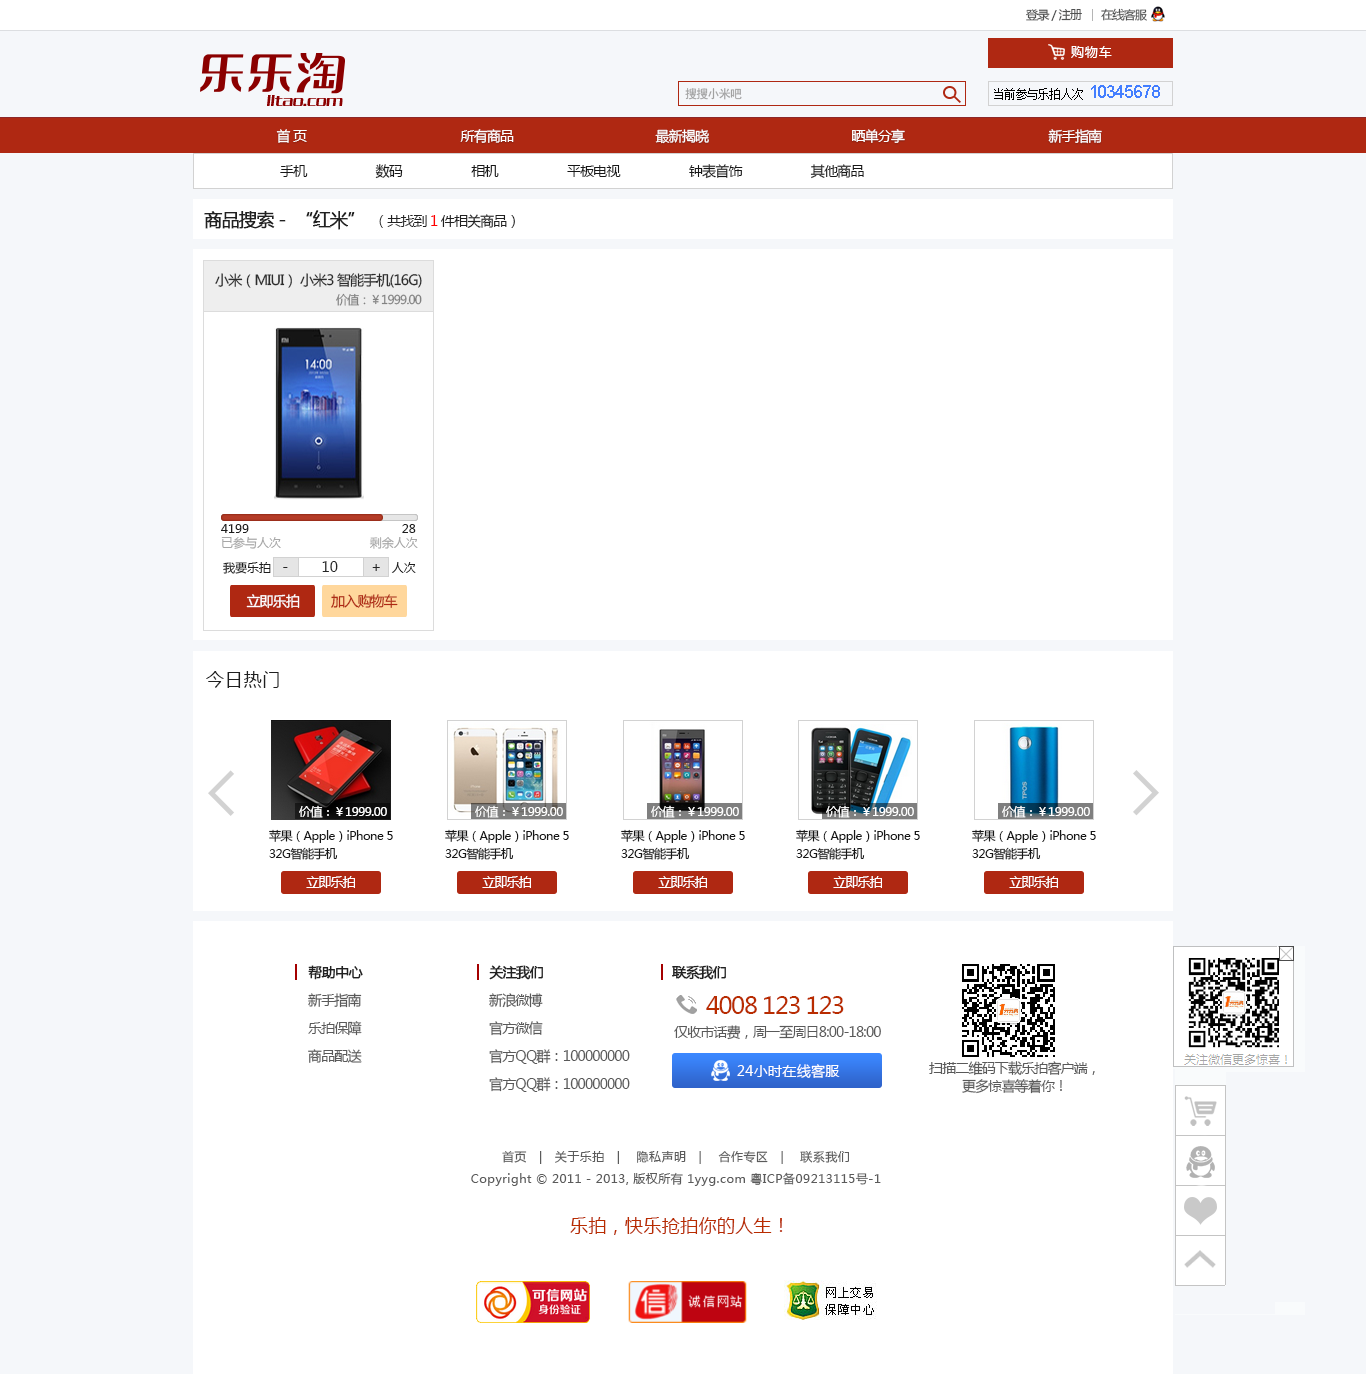 登录 / 注册 | 在线客服
乐乐淘
lltao.com
购物车
搜搜小米吧
当前参与乐拍人次 10345678
首 页 所有商品 最新揭晓 晒单分享 新手指南
手机 数码 相机 平板电视 钟表首饰 其他商品
商品搜索 - “红米” （ 共找到 1 件相关商品 ）
小米（ MIUI ） 小米3 智能手机(16G)
价值：￥1999.00
14:00
4199 28
已参与人次 剩余人次
我要乐拍 - 10 + 人次
立即乐拍 加入购物车
今日热门
价值：￥1999.00 价值：￥1999.00 价值：￥1999.00 价值：￥1999.00 价值：￥1999.00
苹果（ Apple ）iPhone 5 苹果（ Apple ）iPhone 5 苹果（ Apple ）iPhone 5 苹果（ Apple ）iPhone 5 苹果（ Apple ）iPhone 5
32G智能手机 32G智能手机 32G智能手机 32G智能手机 32G智能手机
立即乐拍 立即乐拍 立即乐拍 立即乐拍 立即乐拍
帮助中心
新手指南
乐拍保障
商品配送
关注我们
新浪微博
官方微信
官方QQ群：100000000
官方QQ群：100000000
联系我们
4008 123 123
仅收市话费，周一至周日8:00-18:00
24小时在线客服
扫描二维码下载乐拍客户端，
更多惊喜等着你！
关注微信更多惊喜！
首页 | 关于乐拍 | 隐私声明 | 合作专区 | 联系我们
Copyright © 2011 - 2013, 版权所有 1yyg.com 粤ICP备09213115号-1
乐拍，快乐抢拍你的人生！
可信网站
身份验证
信 诚信网站
网上交易
保障中心